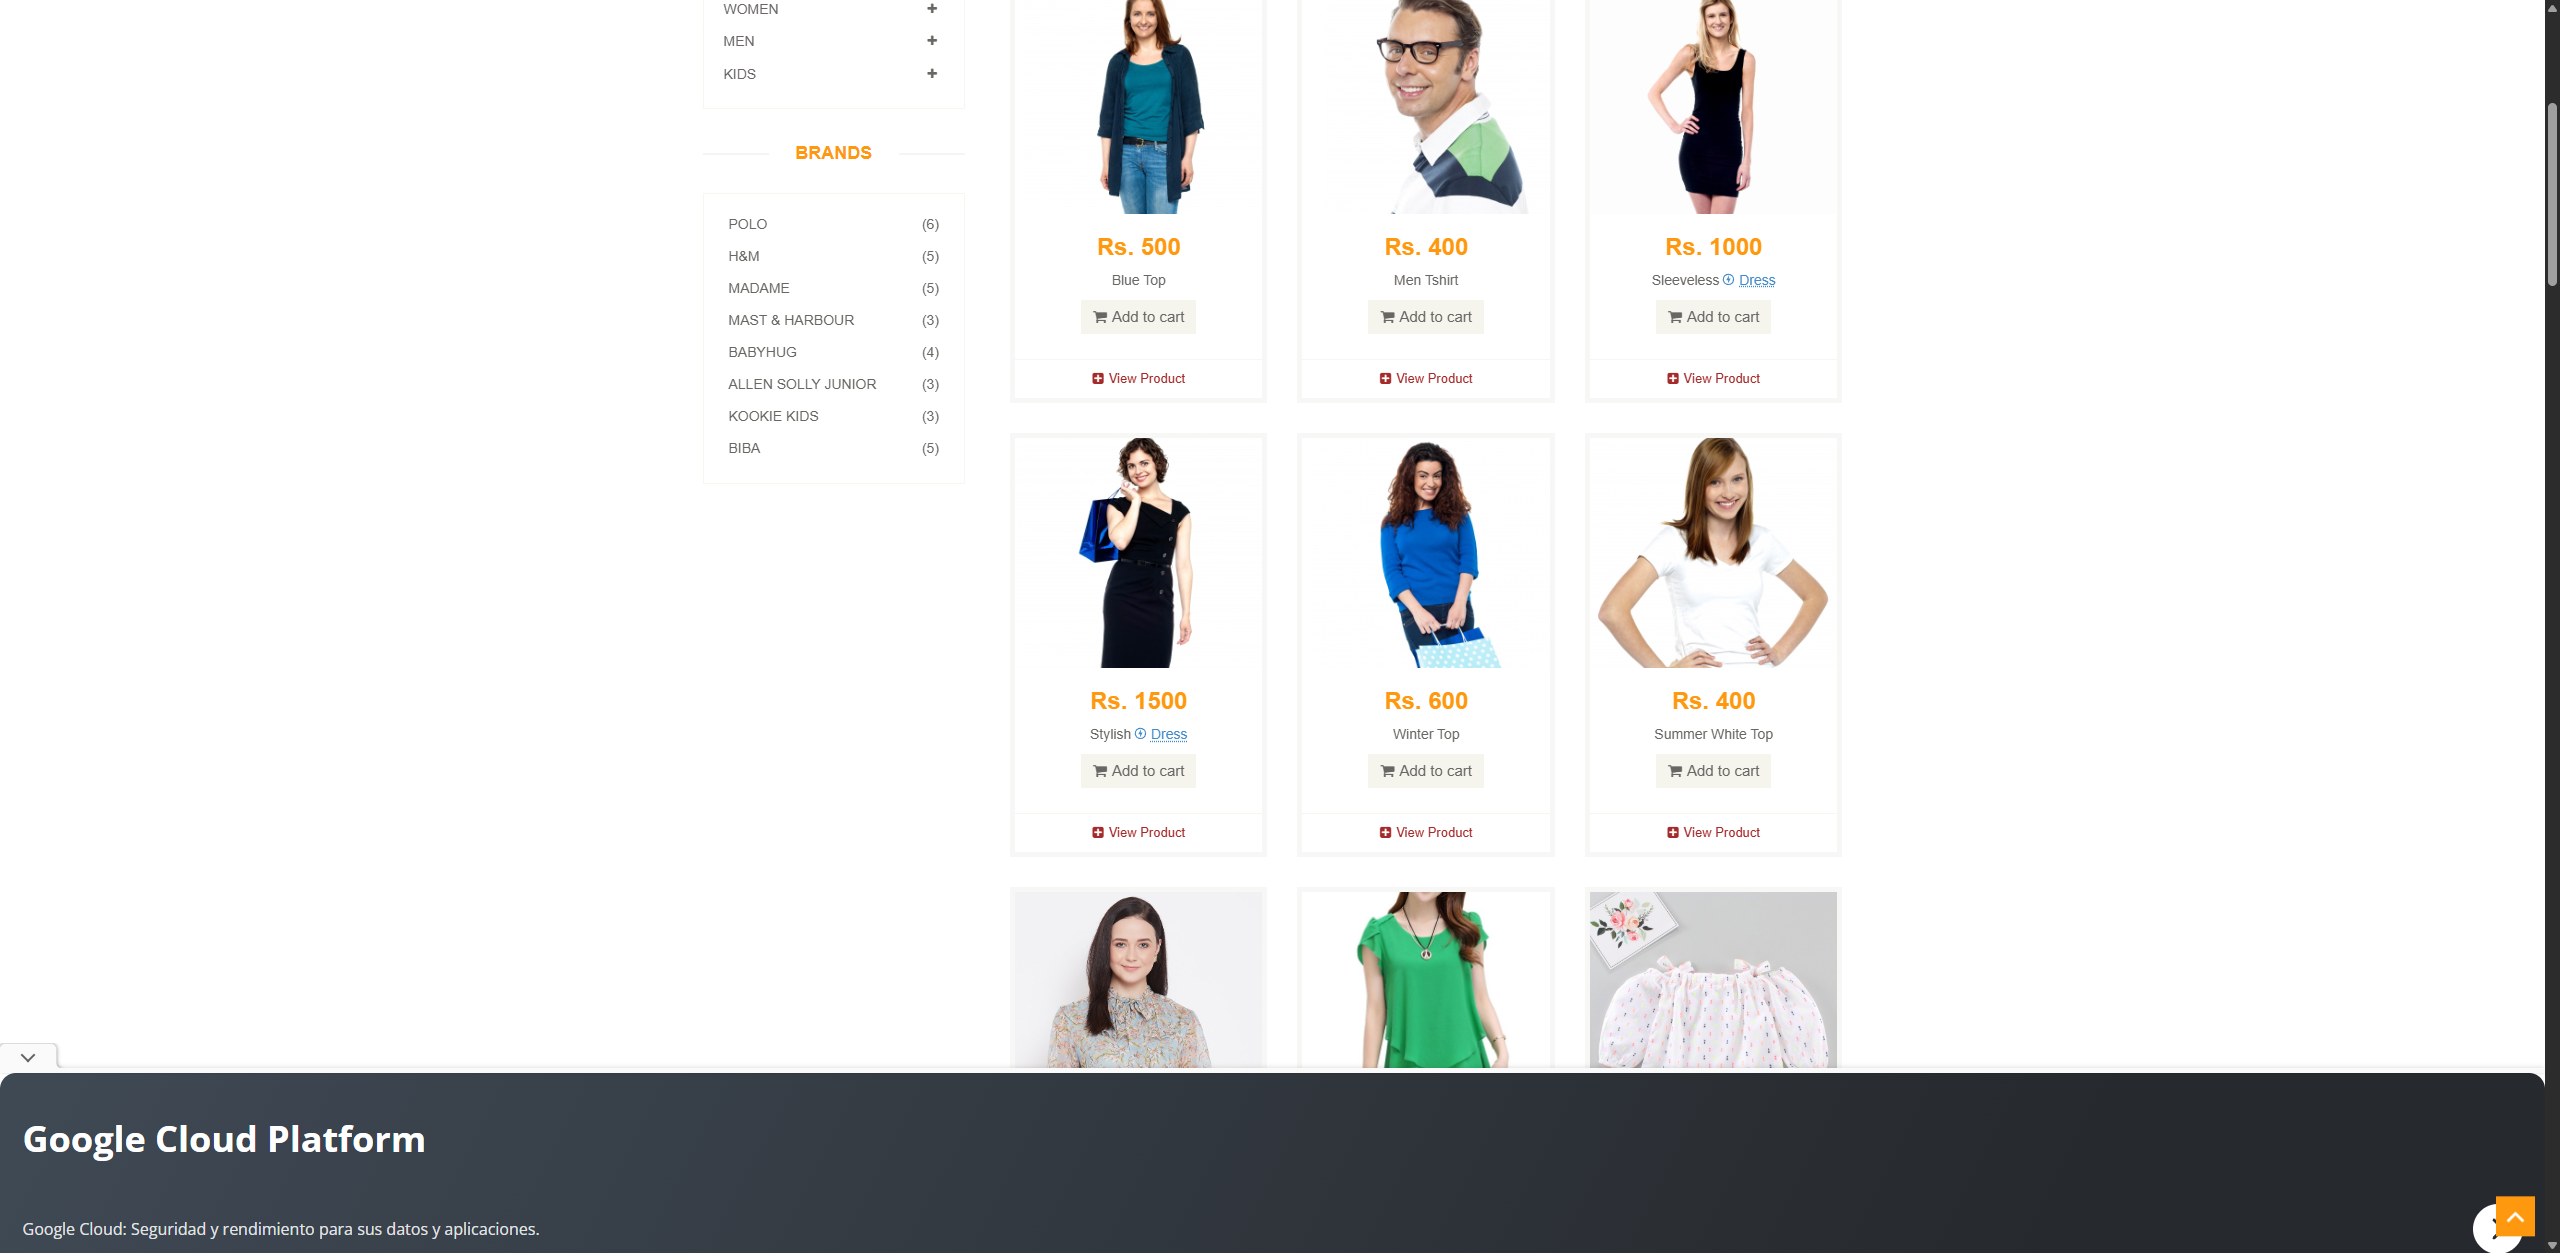 WOMEN
MEN
KIDS
BRANDS
POLO (6)
H&M (5)
MADAME (5)
MAST & HARBOUR (3)
BABYHUG (4)
ALLEN SOLLY JUNIOR (3)
KOOKIE KIDS (3)
BIBA (5)
Rs. 500
Blue Top
Add to cart
View Product
Rs. 400
Men Tshirt
Add to cart
View Product
Rs. 1000
Sleeveless Dress
Add to cart
View Product
Rs. 1500
Stylish Dress
Add to cart
View Product
Rs. 600
Winter Top
Add to cart
View Product
Rs. 400
Summer White Top
Add to cart
View Product
Google Cloud Platform
Google Cloud: Seguridad y rendimiento para sus datos y aplicaciones.